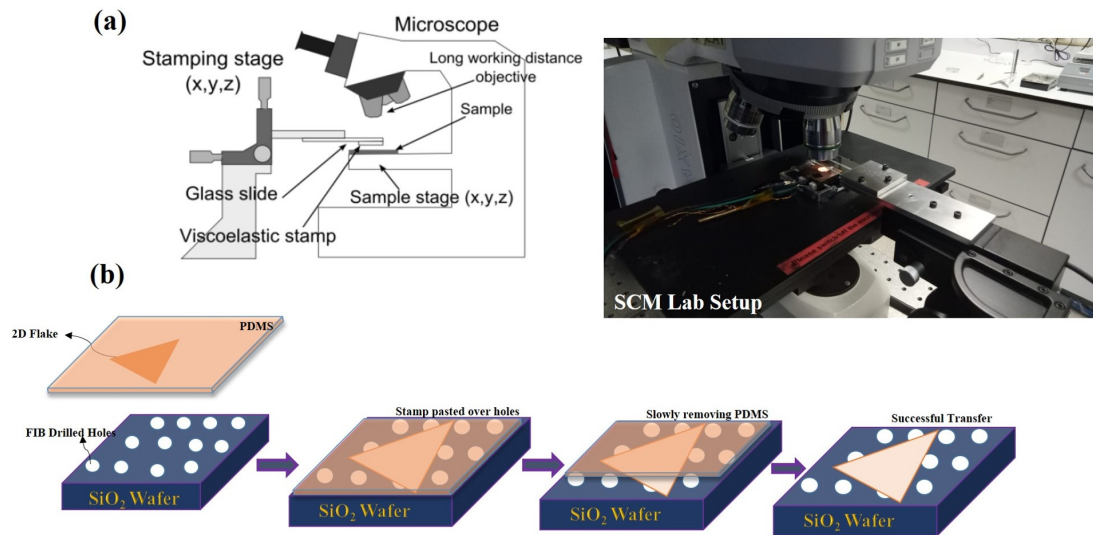 (a)
Microscope
Stamping stage
(x,y,z)
Long working distance
objective
Sample
Glass slide
Sample stage (x,y,z)
Viscoelastic stamp
SCM Lab Setup
(b)
PDMS
2D Flake
FIB Drilled Holes
Stamp pasted over holes
Slowly removing PDMS
Successful Transfer
SiO₂ Wafer
SiO₂ Wafer
SiO₂ Wafer
SiO₂ Wafer